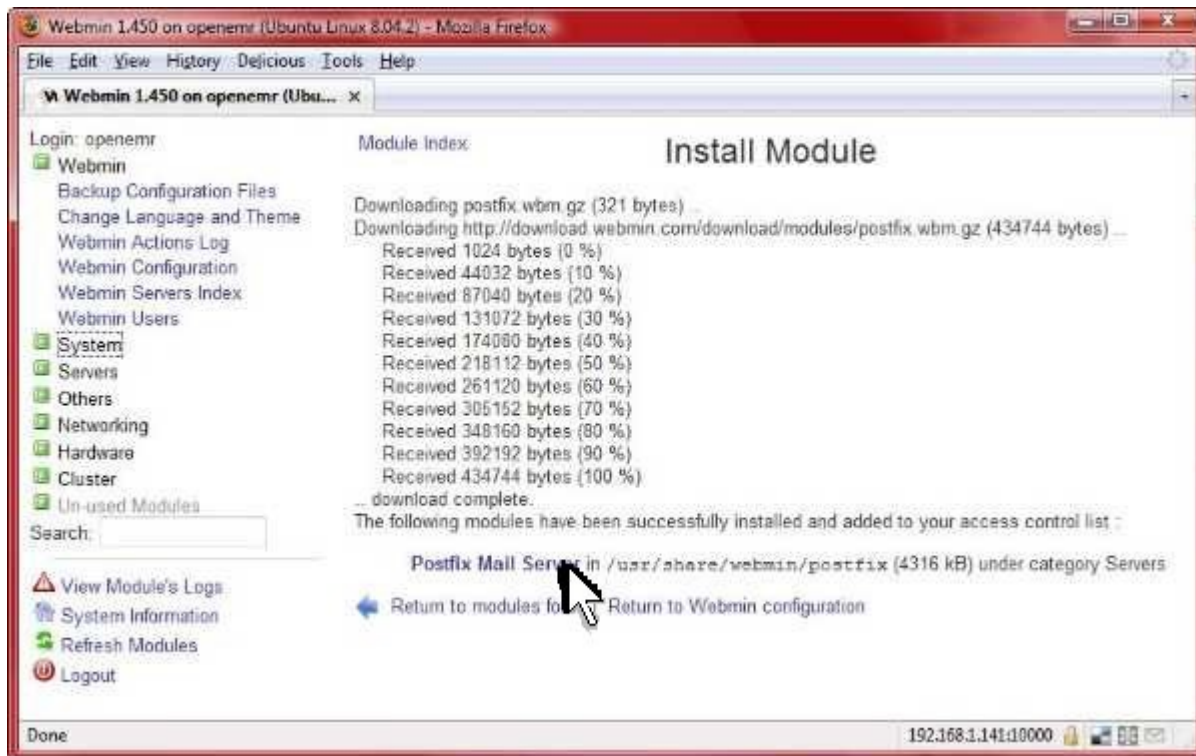 Webmin 1.450 on openemr (Ubuntu Linux 8.04.2) - Mozilla Firefox
File Edit View History Delicious Tools Help
Webmin 1.450 on openemr (Ubu...
Login: openemr
Webmin
Backup Configuration Files
Change Language and Theme
Webmin Actions Log
Webmin Configuration
Webmin Servers Index
Webmin Users
System
Servers
Others
Networking
Hardware
Cluster
Un-used Modules
Search:
View Module's Logs
System Information
Refresh Modules
Logout
Module Index
Install Module
Downloading postfix.wbm.gz (321 bytes) ..
Downloading http://download.webmin.com/download/modules/postfix.wbm.gz (434744 bytes) ..
Received 1024 bytes (0 %)
Received 44032 bytes (10 %)
Received 87040 bytes (20 %)
Received 131072 bytes (30 %)
Received 174080 bytes (40 %)
Received 218112 bytes (50 %)
Received 261120 bytes (60 %)
Received 305152 bytes (70 %)
Received 348160 bytes (80 %)
Received 392192 bytes (90 %)
Received 434744 bytes (100 %)
.. download complete.
The following modules have been successfully installed and added to your access control list :
Postfix Mail Server in /usr/share/webmin/postfix (4316 kB) under category Servers
Return to modules Return to Webmin configuration
Done
192.168.1.141:10000